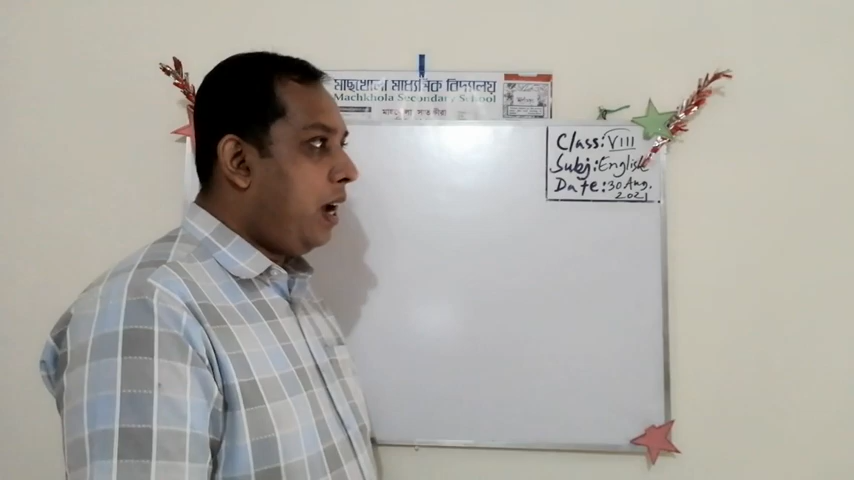 মাছখোলা মাধ্যমিক বিদ্যালয়
Machkhola Secondary School
Class: VIII
Subj: English
Date: 30 Aug.
2021